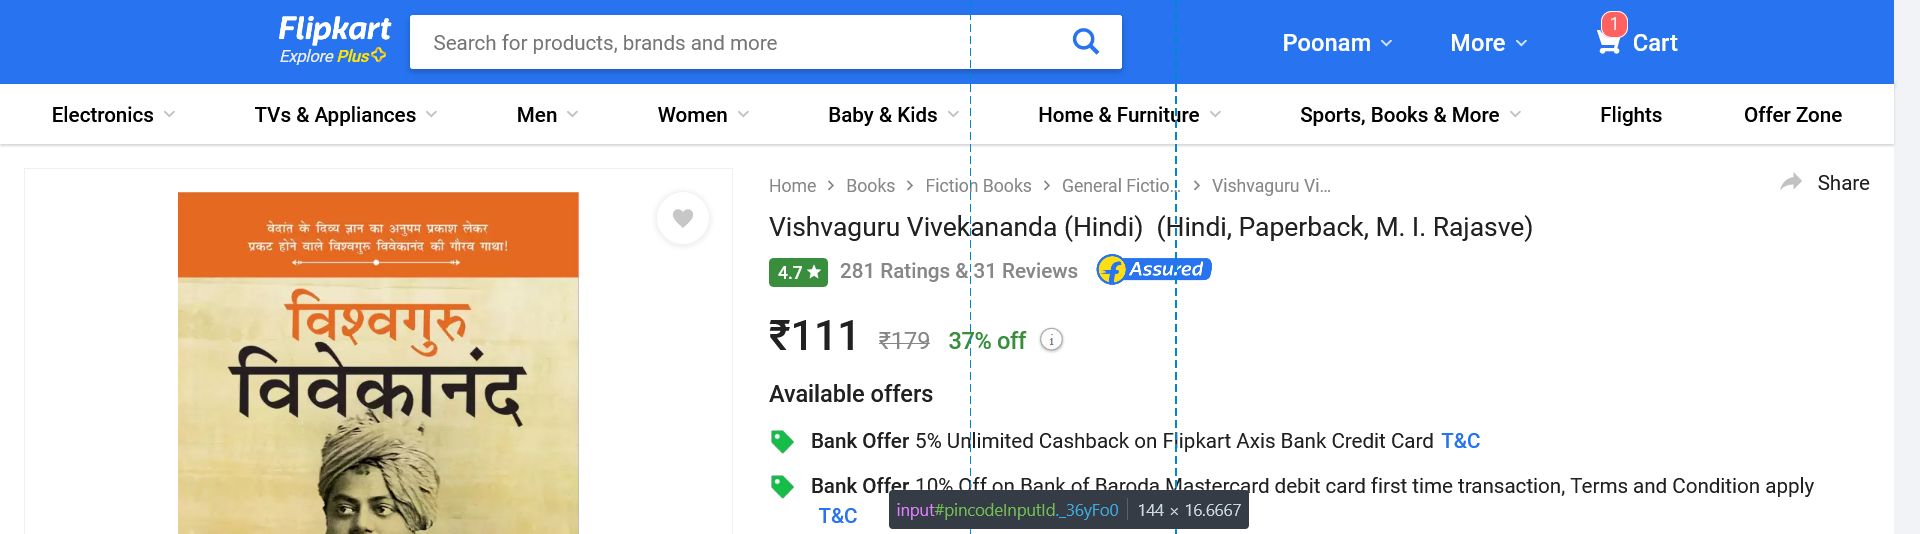 Flipkart
Explore Plus
Search for products, brands and more
Poonam
More
1
Cart
Electronics
TVs & Appliances
Men
Women
Baby & Kids
Home & Furniture
Sports, Books & More
Flights
Offer Zone
वेदांत के दिव्य ज्ञान का अनुपम प्रकाश लेकर
प्रकट होने वाले विश्वगुरु विवेकानंद की गौरव गाथा!
विश्वगुरु
विवेकानंद
Home > Books > Fiction Books > General Fictio... > Vishvaguru Vi...
Share
Vishvaguru Vivekananda (Hindi) (Hindi, Paperback, M. I. Rajasve)
4.7 ★ 281 Ratings & 31 Reviews f Assured
₹111 ₹179 37% off i
Available offers
Bank Offer 5% Unlimited Cashback on Flipkart Axis Bank Credit Card T&C
Bank Offer 10% Off on Bank of Baroda Mastercard debit card first time transaction, Terms and Condition apply
T&C
input#pincodeInputId._36yFo0 | 144 × 16.6667